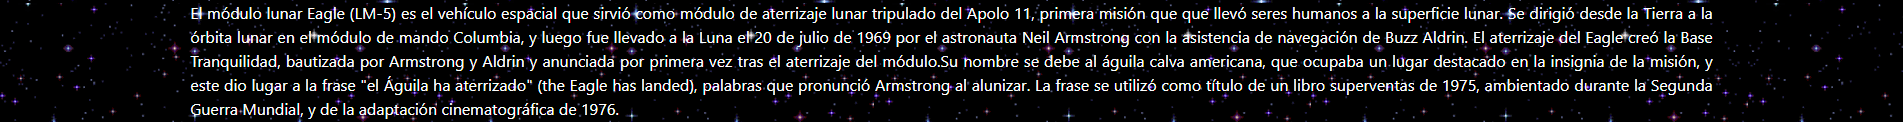 El módulo lunar Eagle (LM-5) es el vehículo espacial que sirvió como módulo de aterrizaje lunar tripulado del Apolo 11, primera misión que que llevó seres humanos a la superficie lunar. Se dirigió desde la Tierra a la
órbita lunar en el módulo de mando Columbia, y luego fue llevado a la Luna el 20 de julio de 1969 por el astronauta Neil Armstrong con la asistencia de navegación de Buzz Aldrin. El aterrizaje del Eagle creó la Base
Tranquilidad, bautizada por Armstrong y Aldrin y anunciada por primera vez tras el aterrizaje del módulo.Su nombre se debe al águila calva americana, que ocupaba un lugar destacado en la insignia de la misión, y
este dio lugar a la frase "el Águila ha aterrizado" (the Eagle has landed), palabras que pronunció Armstrong al alunizar. La frase se utilizó como título de un libro superventas de 1975, ambientado durante la Segunda
Guerra Mundial, y de la adaptación cinematográfica de 1976.